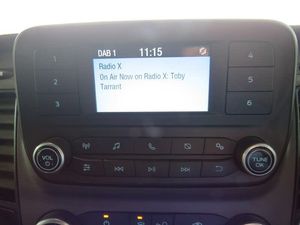 DAB 1 11:15
Radio X
On Air Now on Radio X: Toby
Tarrant
1
2
3
4
5
6
VOL
TUNE
OK